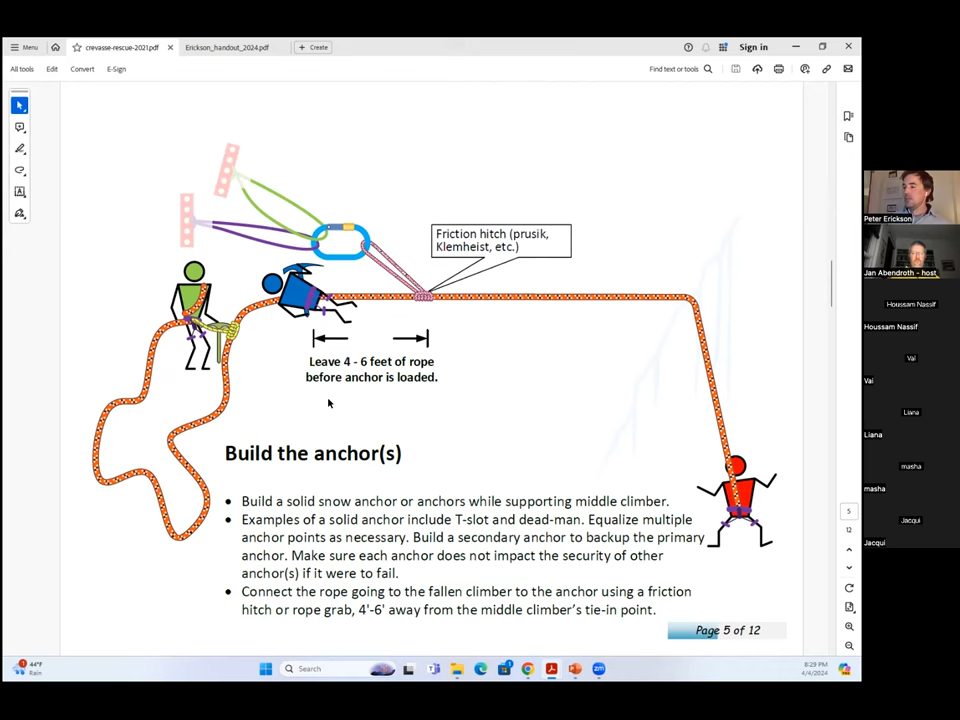 Menu
crevasse-rescue-2021.pdf
Erickson_handout_2024.pdf
Create
Sign in
All tools
Edit
Convert
E-Sign
Find text or tools
Friction hitch (prusik,
Klemheist, etc.)
Leave 4 - 6 feet of rope
before anchor is loaded.
Build the anchor(s)
• Build a solid snow anchor or anchors while supporting middle climber.
• Examples of a solid anchor include T-slot and dead-man. Equalize multiple
anchor points as necessary. Build a secondary anchor to backup the primary
anchor. Make sure each anchor does not impact the security of other
anchor(s) if it were to fail.
• Connect the rope going to the fallen climber to the anchor using a friction
hitch or rope grab, 4'-6' away from the middle climber's tie-in point.
Page 5 of 12
5
12
Peter Erickson
Jan Abendroth - host
Houssam Nassif
Houssam Nassif
Vai
Vai
Liana
Liana
masha
masha
Jacqui
Jacqui
1
44°F
Rain
Search
8:29 PM
4/4/2024